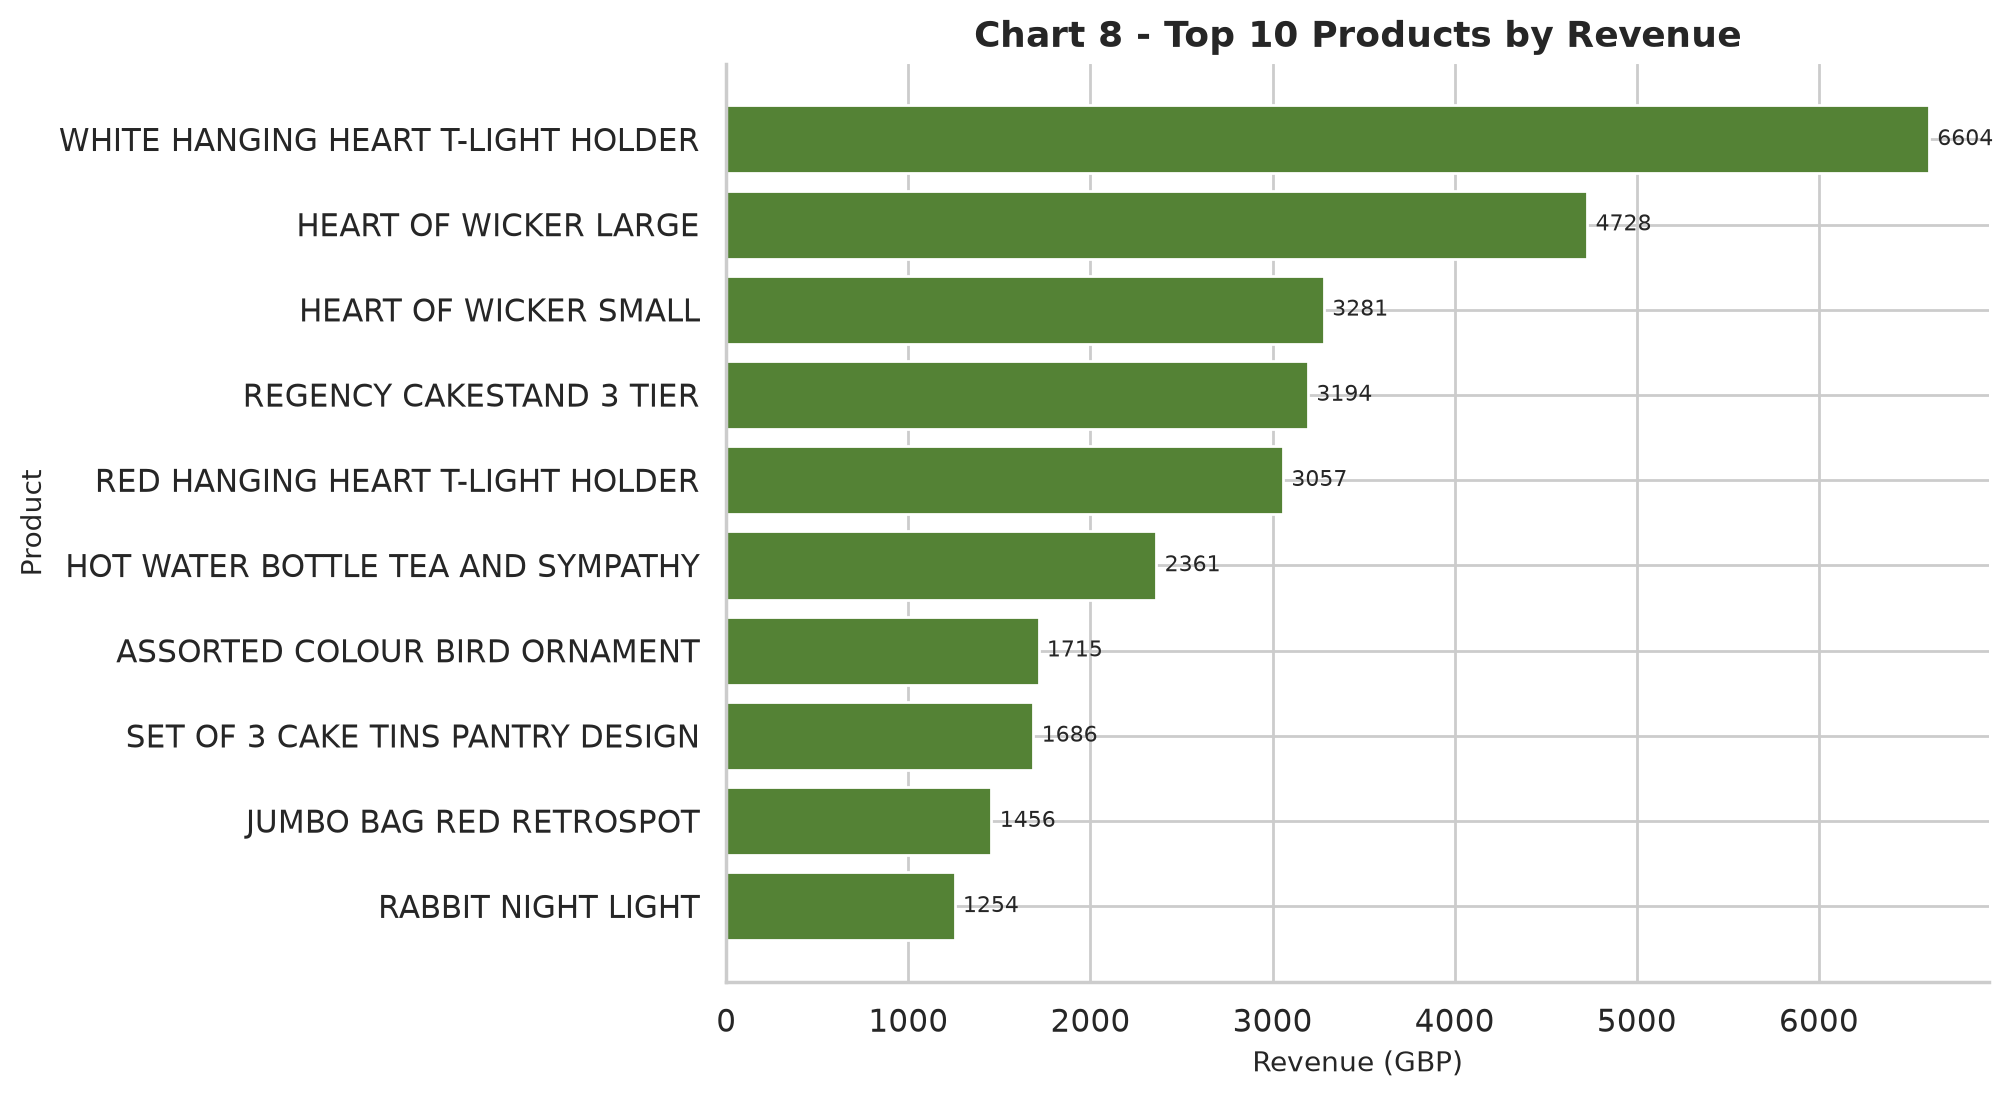 Chart 8 - Top 10 Products by Revenue
WHITE HANGING HEART T-LIGHT HOLDER 6604
HEART OF WICKER LARGE 4728
HEART OF WICKER SMALL 3281
REGENCY CAKESTAND 3 TIER 3194
RED HANGING HEART T-LIGHT HOLDER 3057
HOT WATER BOTTLE TEA AND SYMPATHY 2361
ASSORTED COLOUR BIRD ORNAMENT 1715
SET OF 3 CAKE TINS PANTRY DESIGN 1686
JUMBO BAG RED RETROSPOT 1456
RABBIT NIGHT LIGHT 1254
Product
0 1000 2000 3000 4000 5000 6000
Revenue (GBP)